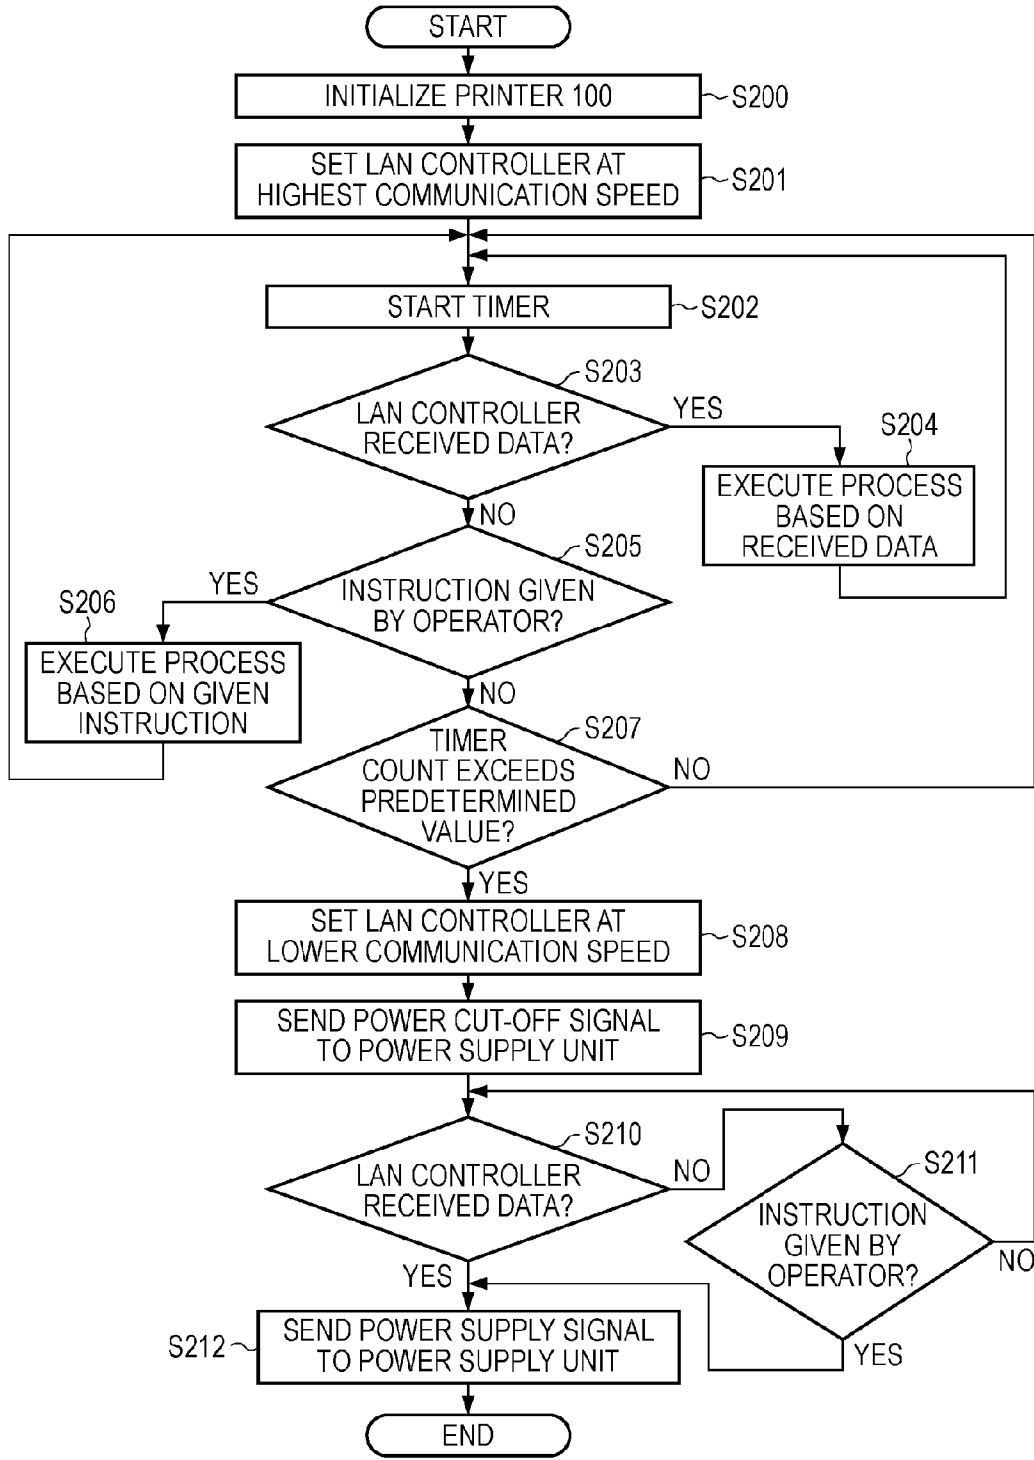 START
INITIALIZE PRINTER 100
S200
SET LAN CONTROLLER AT
HIGHEST COMMUNICATION SPEED
S201
START TIMER
S202
S203
LAN CONTROLLER
RECEIVED DATA?
YES
S204
EXECUTE PROCESS
BASED ON
RECEIVED DATA
NO
S205
INSTRUCTION GIVEN
BY OPERATOR?
YES
S206
EXECUTE PROCESS
BASED ON GIVEN
INSTRUCTION
NO
S207
TIMER
COUNT EXCEEDS
PREDETERMINED
VALUE?
NO
YES
SET LAN CONTROLLER AT
LOWER COMMUNICATION SPEED
S208
SEND POWER CUT-OFF SIGNAL
TO POWER SUPPLY UNIT
S209
S210
LAN CONTROLLER
RECEIVED DATA?
NO
S211
INSTRUCTION
GIVEN BY
OPERATOR?
NO
YES
YES
S212
SEND POWER SUPPLY SIGNAL
TO POWER SUPPLY UNIT
END